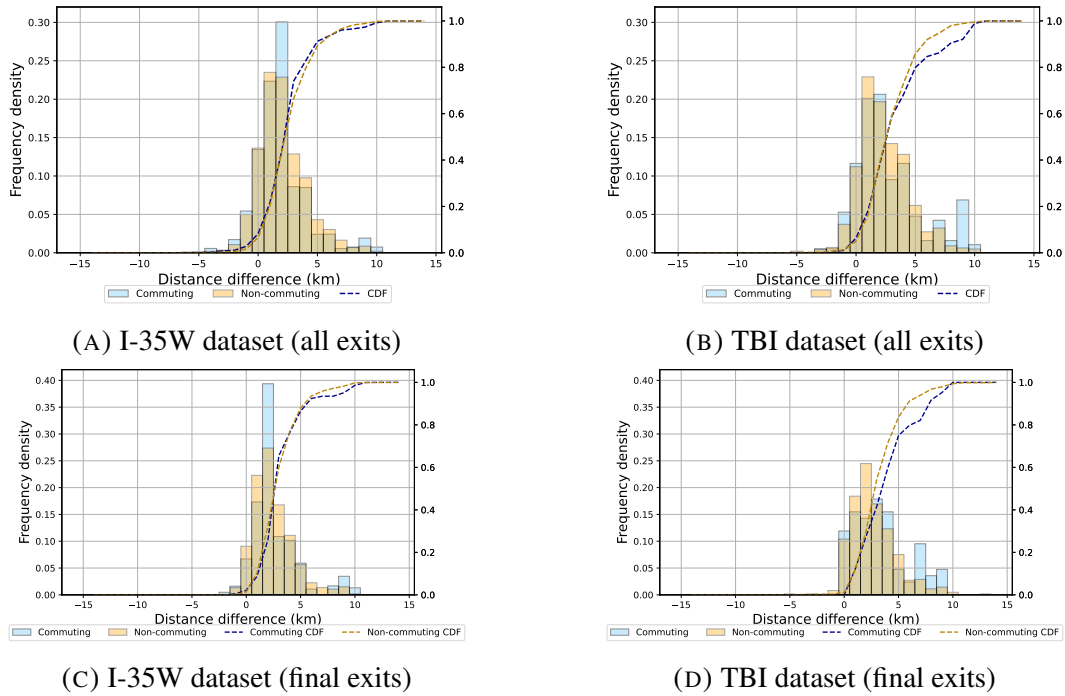 0.30
0.25
0.20
0.15
0.10
0.05
0.00
Frequency density
1.0
0.8
0.6
0.4
0.2
0.0
−15 −10 −5 0 5 10 15
Distance difference (km)
Commuting Non-commuting CDF
(A) I-35W dataset (all exits)
0.30
0.25
0.20
0.15
0.10
0.05
0.00
Frequency density
1.0
0.8
0.6
0.4
0.2
0.0
−15 −10 −5 0 5 10 15
Distance difference (km)
Commuting Non-commuting CDF
(B) TBI dataset (all exits)
0.40
0.35
0.30
0.25
0.20
0.15
0.10
0.05
0.00
Frequency density
1.0
0.8
0.6
0.4
0.2
0.0
−15 −10 −5 0 5 10 15
Distance difference (km)
Commuting Non-commuting Commuting CDF Non-commuting CDF
(C) I-35W dataset (final exits)
0.40
0.35
0.30
0.25
0.20
0.15
0.10
0.05
0.00
Frequency density
1.0
0.8
0.6
0.4
0.2
0.0
−15 −10 −5 0 5 10 15
Distance difference (km)
Commuting Non-commuting Commuting CDF Non-commuting CDF
(D) TBI dataset (final exits)